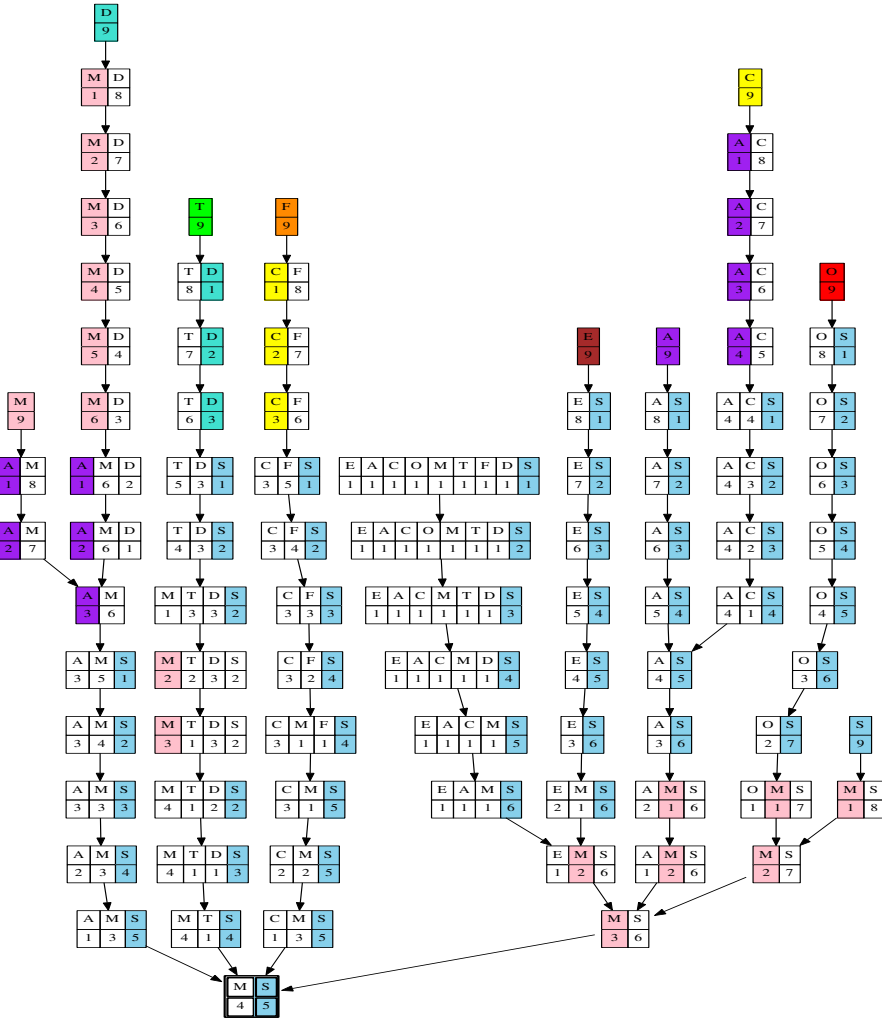 D
9
M D C
1 8 9
M D A C
2 7 1 8
M D T F A C
3 6 9 9 2 7
M D T D C F A C O
4 5 8 1 1 8 3 6 9
M D T D C F E A A C O S
5 4 7 2 2 7 9 9 4 5 8 1
M M D T D C F E S A S A C S O S
9 6 3 6 3 3 6 8 1 8 1 4 4 1 7 2
A M A M D T D S C F S E A C O M T F D S E S A S A C S O S
1 8 1 6 2 5 3 1 3 5 1 1 1 1 1 1 1 1 1 1 7 2 7 2 4 3 2 6 3
A M A M D T D S C F S E A C O M T D S E S A S A C S O S
2 7 2 6 1 4 3 2 3 4 2 1 1 1 1 1 1 1 2 6 3 6 3 4 2 3 5 4
A M M T D S C F S E A C M T D S E S A S A C S O S
3 6 1 3 3 2 3 3 3 1 1 1 1 1 1 3 5 4 5 4 4 1 4 4 5
A M S M T D S C F S E A C M D S E S A S O S
3 5 1 2 2 3 2 3 2 4 1 1 1 1 1 4 4 5 4 5 3 6
A M S M T D S C M F S E A C M S E S A S O S S
3 4 2 3 1 3 2 3 1 1 4 1 1 1 1 5 3 6 3 6 2 7 9
A M S M T D S C M S E A M S E M S A M S O M S M S
3 3 3 4 1 2 2 3 1 5 1 1 1 6 2 1 6 2 1 6 1 1 7 1 8
A M S M T D S C M S E M S A M S M S
2 3 4 4 1 1 3 2 2 5 1 2 6 1 2 6 2 7
A M S M T S C M S M S
1 3 5 4 1 4 1 3 5 3 6
M S
4 5